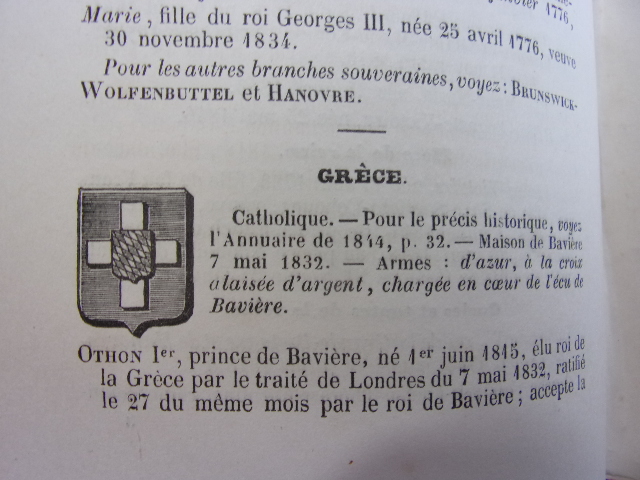 1776,
Marie, fille du roi Georges III, née 25 avril 1776, veuve
30 novembre 1834.
Pour les autres branches souveraines, voyez: BRUNSWICK-
WOLFENBUTTEL et HANOVRE.
GRÈCE.
Catholique. — Pour le précis historique, voyez
l'Annuaire de 1844, p. 32. — Maison de Bavière
7 mai 1832. — Armes : d'azur, à la croix
alaisée d'argent, chargée en cœur de l'écu de
Bavière.
OTHON Ier, prince de Bavière, né 1er juin 1815, élu roi de
la Grèce par le traité de Londres du 7 mai 1832, ratifié
le 27 du même mois par le roi de Bavière ; accepte la